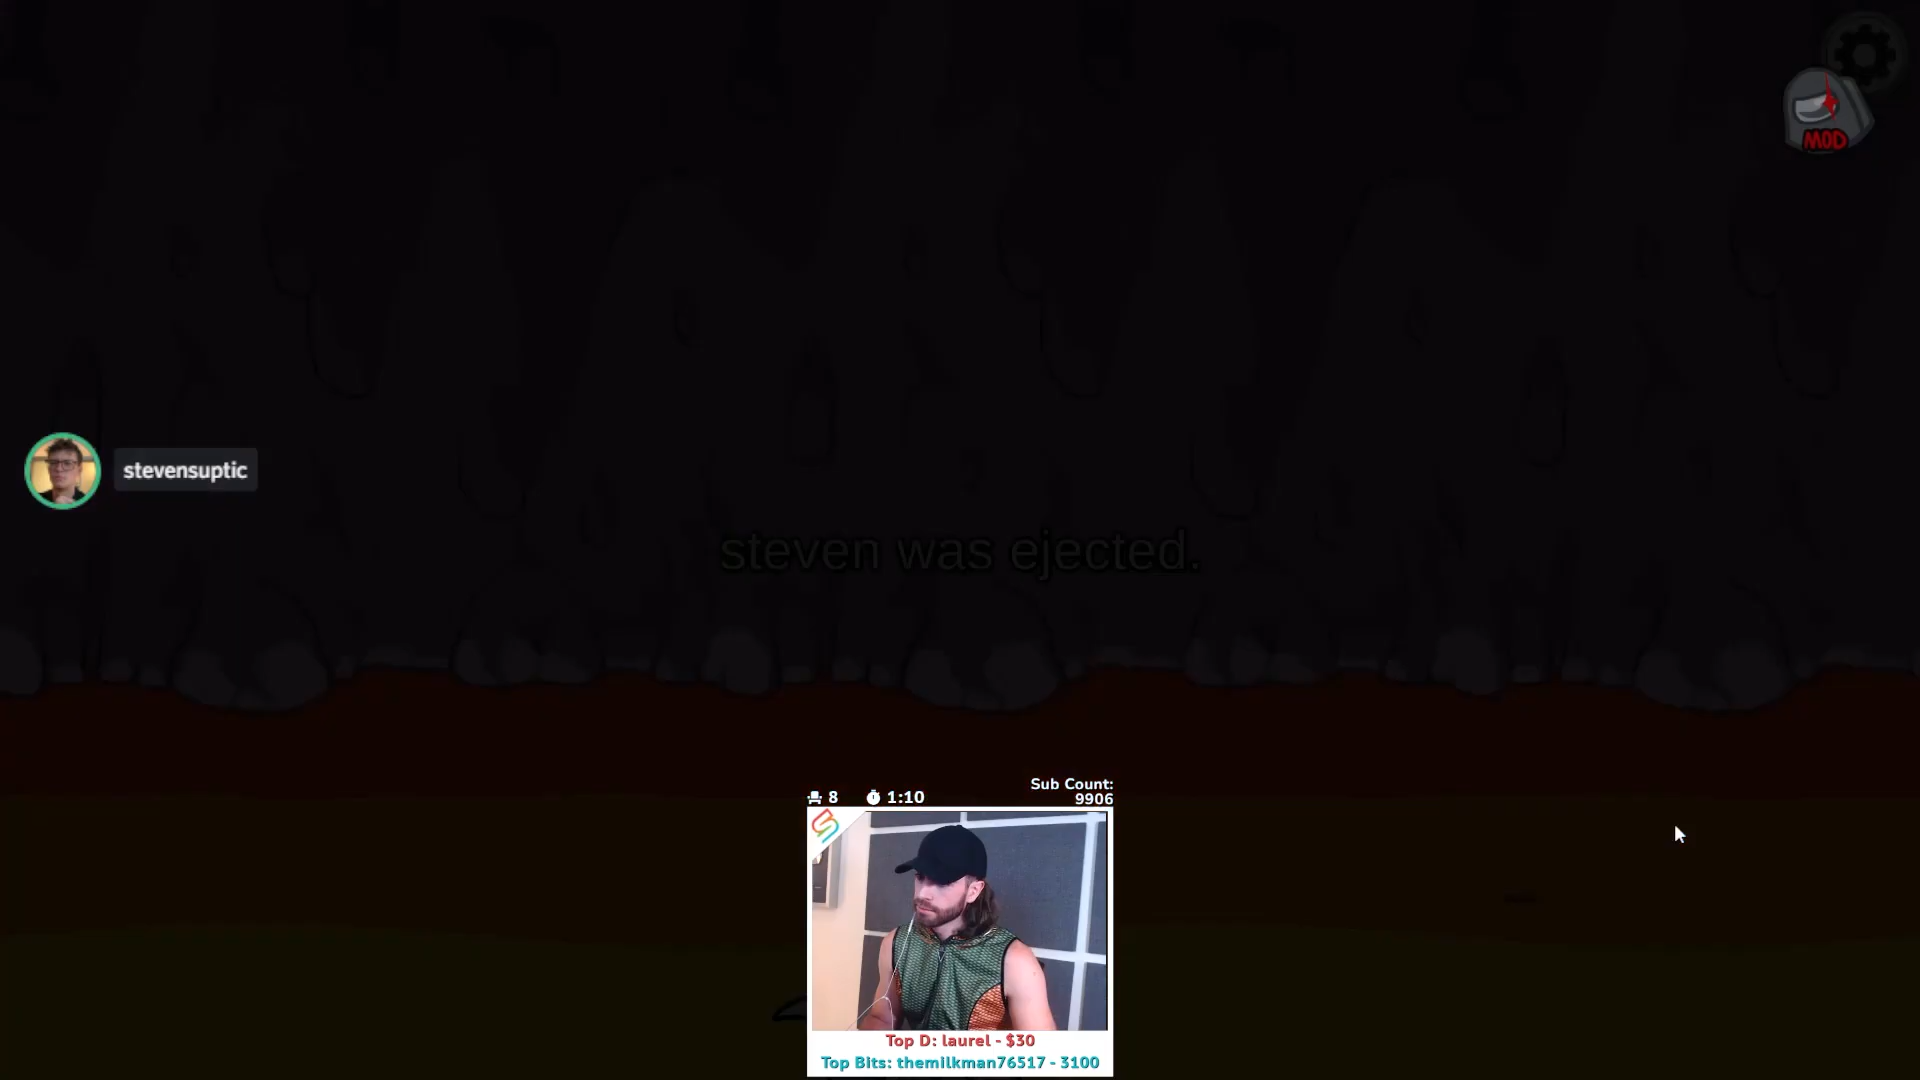 MOD
stevensuptic
steven was ejected.
8 1:10
Sub Count:
9906
Top D: laurel - $30
Top Bits: themilkman76517 - 3100